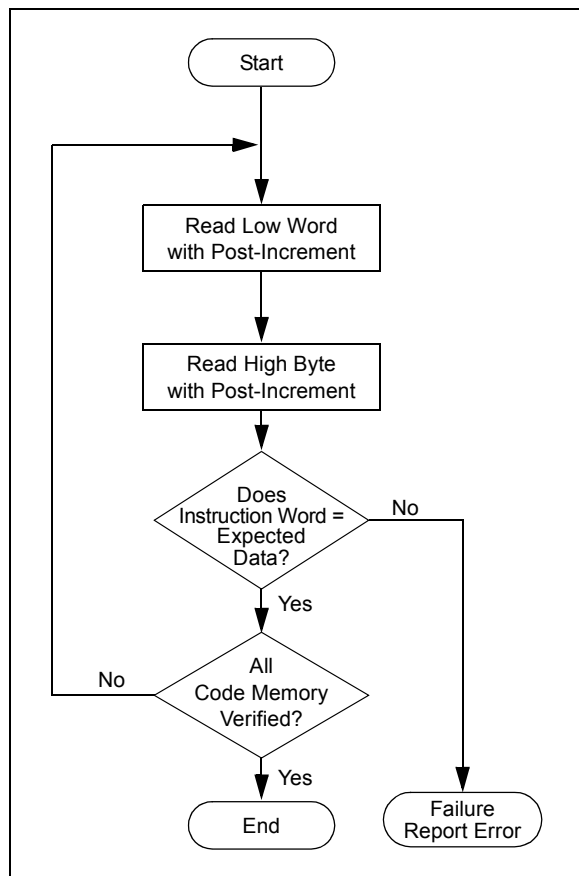 Start
Read Low Word
with Post-Increment
Read High Byte
with Post-Increment
Does
Instruction Word =
Expected
Data?
No
Yes
All
Code Memory
Verified?
No
Yes
End
Failure
Report Error